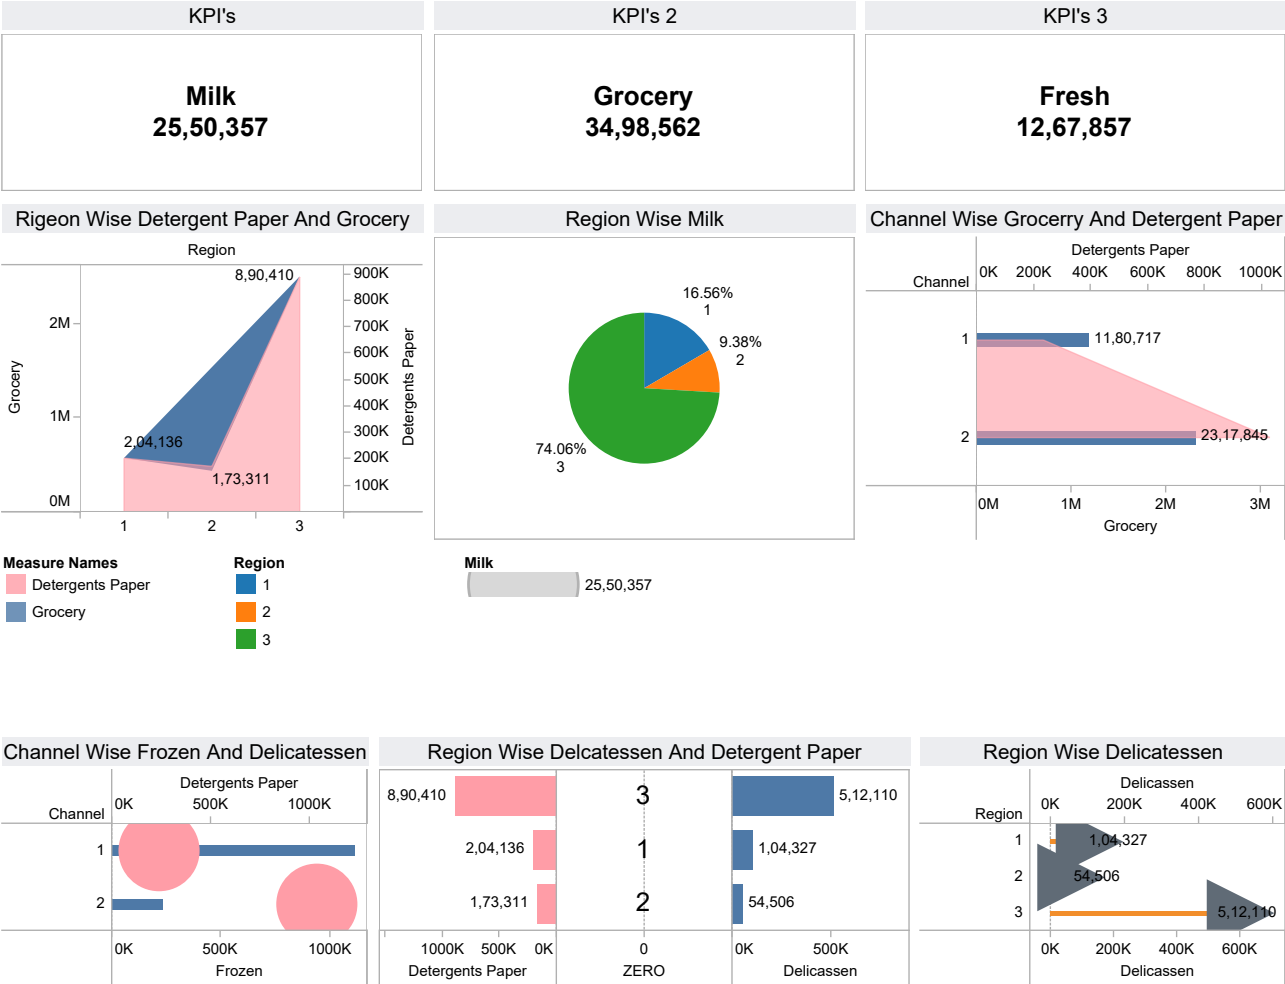 KPI's
KPI's 2
KPI's 3
Milk
25,50,357
Grocery
34,98,562
Fresh
12,67,857
Rigeon Wise Detergent Paper And Grocery
Region
8,90,410
2,04,136
1,73,311
2M
1M
0M
Grocery
900K
800K
700K
600K
500K
400K
300K
200K
100K
Detergents Paper
1 2 3
Region Wise Milk
16.56%
1
9.38%
2
74.06%
3
Channel Wise Grocerry And Detergent Paper
Detergents Paper
0K 200K 400K 600K 800K 1000K
Channel
1 11,80,717
2 23,17,845
0M 1M 2M 3M
Grocery
Measure Names
Detergents Paper
Grocery
Region
1
2
3
Milk
25,50,357
Channel Wise Frozen And Delicatessen
Detergents Paper
0K 500K 1000K
Channel
1
2
0K 500K 1000K
Frozen
Region Wise Delcatessen And Detergent Paper
8,90,410 3 5,12,110
2,04,136 1 1,04,327
1,73,311 2 54,506
1000K 500K 0K 0 0K 500K
Detergents Paper ZERO Delicassen
Region Wise Delicatessen
Delicassen
0K 200K 400K 600K
Region
1 1,04,327
2 54,506
3 5,12,110
0K 200K 400K 600K
Delicassen